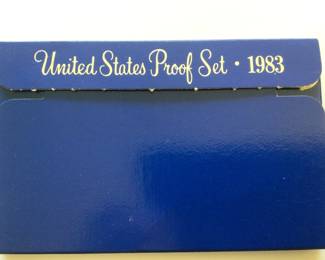 United States Proof Set · 1983